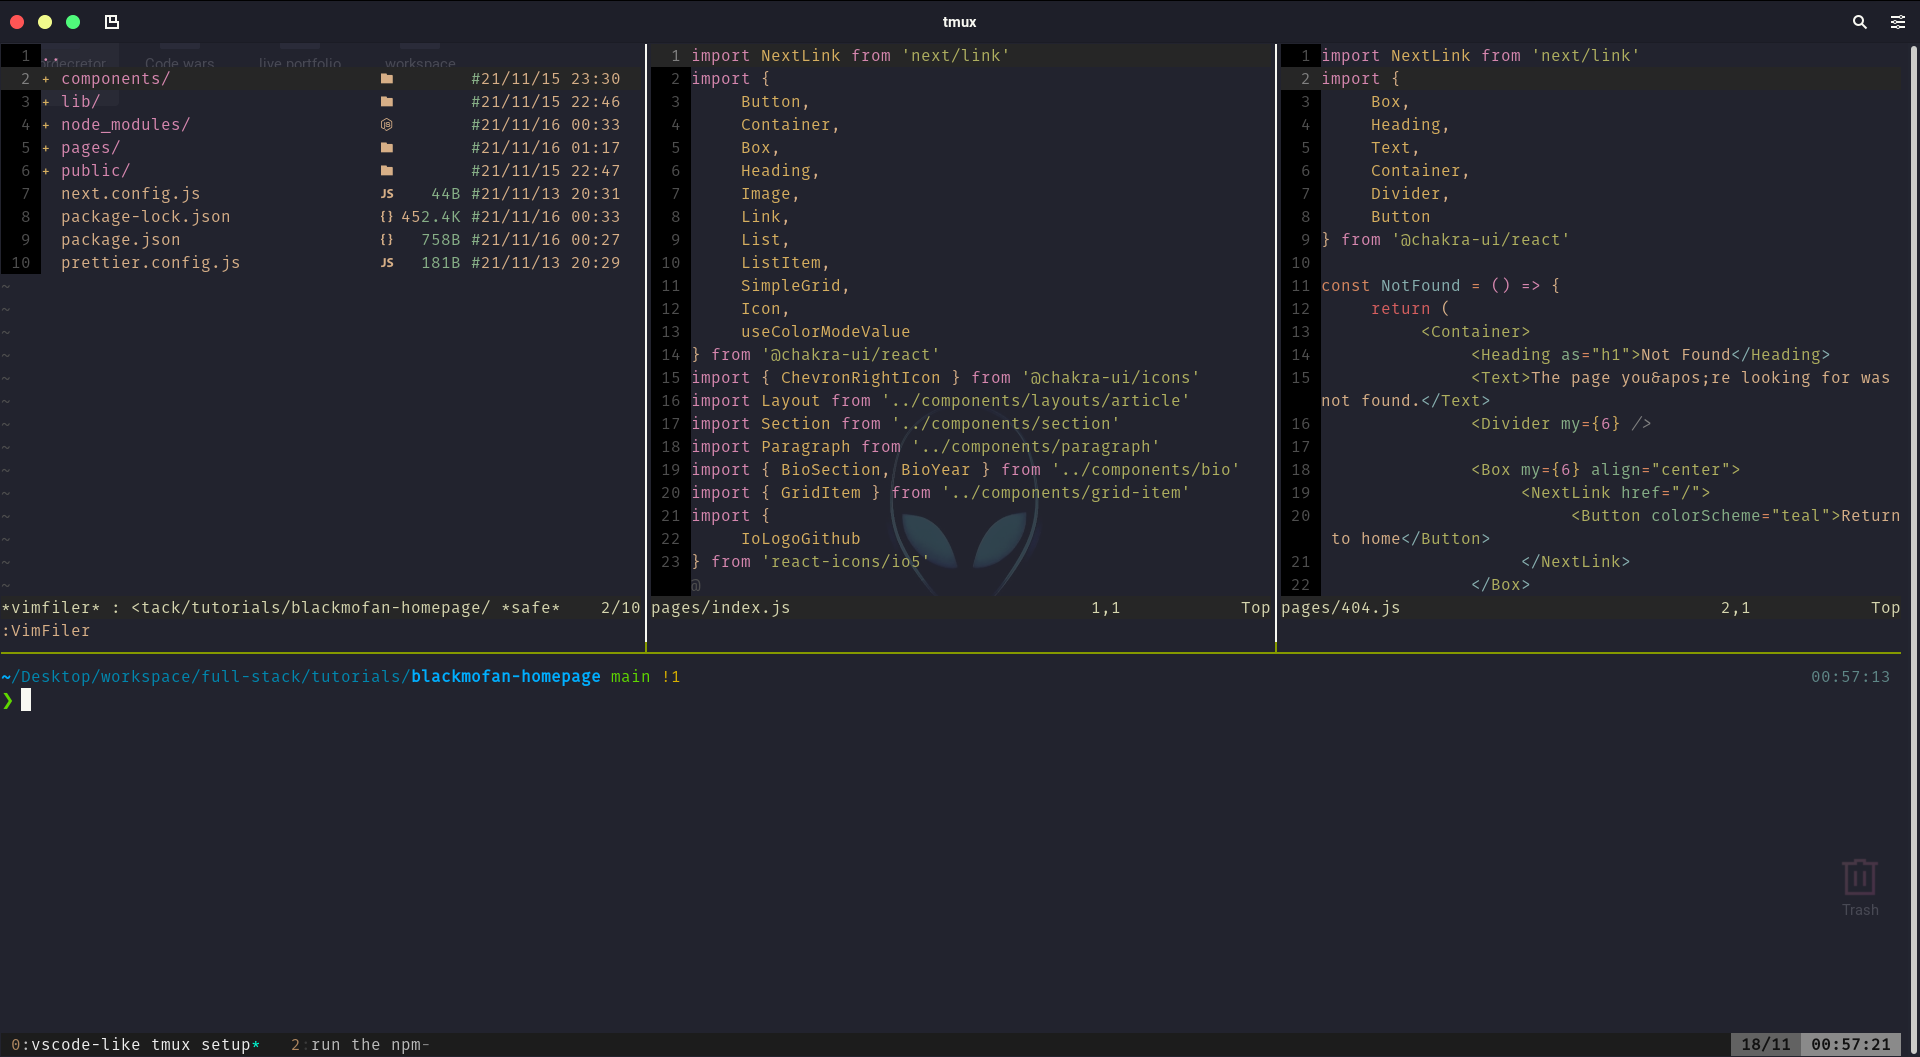 tmux
Code wars live portfolio workspace
1 ..
2 + components/ #21/11/15 23:30
3 + lib/ #21/11/15 22:46
4 + node_modules/ #21/11/16 00:33
5 + pages/ #21/11/16 01:17
6 + public/ #21/11/15 22:47
7 next.config.js JS 44B #21/11/13 20:31
8 package-lock.json {} 452.4K #21/11/16 00:33
9 package.json {} 758B #21/11/16 00:27
10 prettier.config.js JS 181B #21/11/13 20:29
~
~
~
~
~
~
~
~
~
~
~
~
~
~
*vimfiler* : <tack/tutorials/blackmofan-homepage/ *safe* 2/10
:VimFiler
1 import NextLink from 'next/link'
2 import {
3 Button,
4 Container,
5 Box,
6 Heading,
7 Image,
8 Link,
9 List,
10 ListItem,
11 SimpleGrid,
12 Icon,
13 useColorModeValue
14 } from '@chakra-ui/react'
15 import { ChevronRightIcon } from '@chakra-ui/icons'
16 import Layout from '../components/layouts/article'
17 import Section from '../components/section'
18 import Paragraph from '../components/paragraph'
19 import { BioSection, BioYear } from '../components/bio'
20 import { GridItem } from '../components/grid-item'
21 import {
22 IoLogoGithub
23 } from 'react-icons/io5'
@
pages/index.js 1,1 Top
1 import NextLink from 'next/link'
2 import {
3 Box,
4 Heading,
5 Text,
6 Container,
7 Divider,
8 Button
9 } from '@chakra-ui/react'
10
11 const NotFound = () => {
12 return (
13 <Container>
14 <Heading as="h1">Not Found</Heading>
15 <Text>The page you&apos;re looking for was
not found.</Text>
16 <Divider my={6} />
17
18 <Box my={6} align="center">
19 <NextLink href="/">
20 <Button colorScheme="teal">Return
to home</Button>
21 </NextLink>
22 </Box>
pages/404.js 2,1 Top
~/Desktop/workspace/full-stack/tutorials/blackmofan-homepage main !1 00:57:13
❯
Trash
0:vscode-like tmux setup* 2:run the npm- 18/11 00:57:21